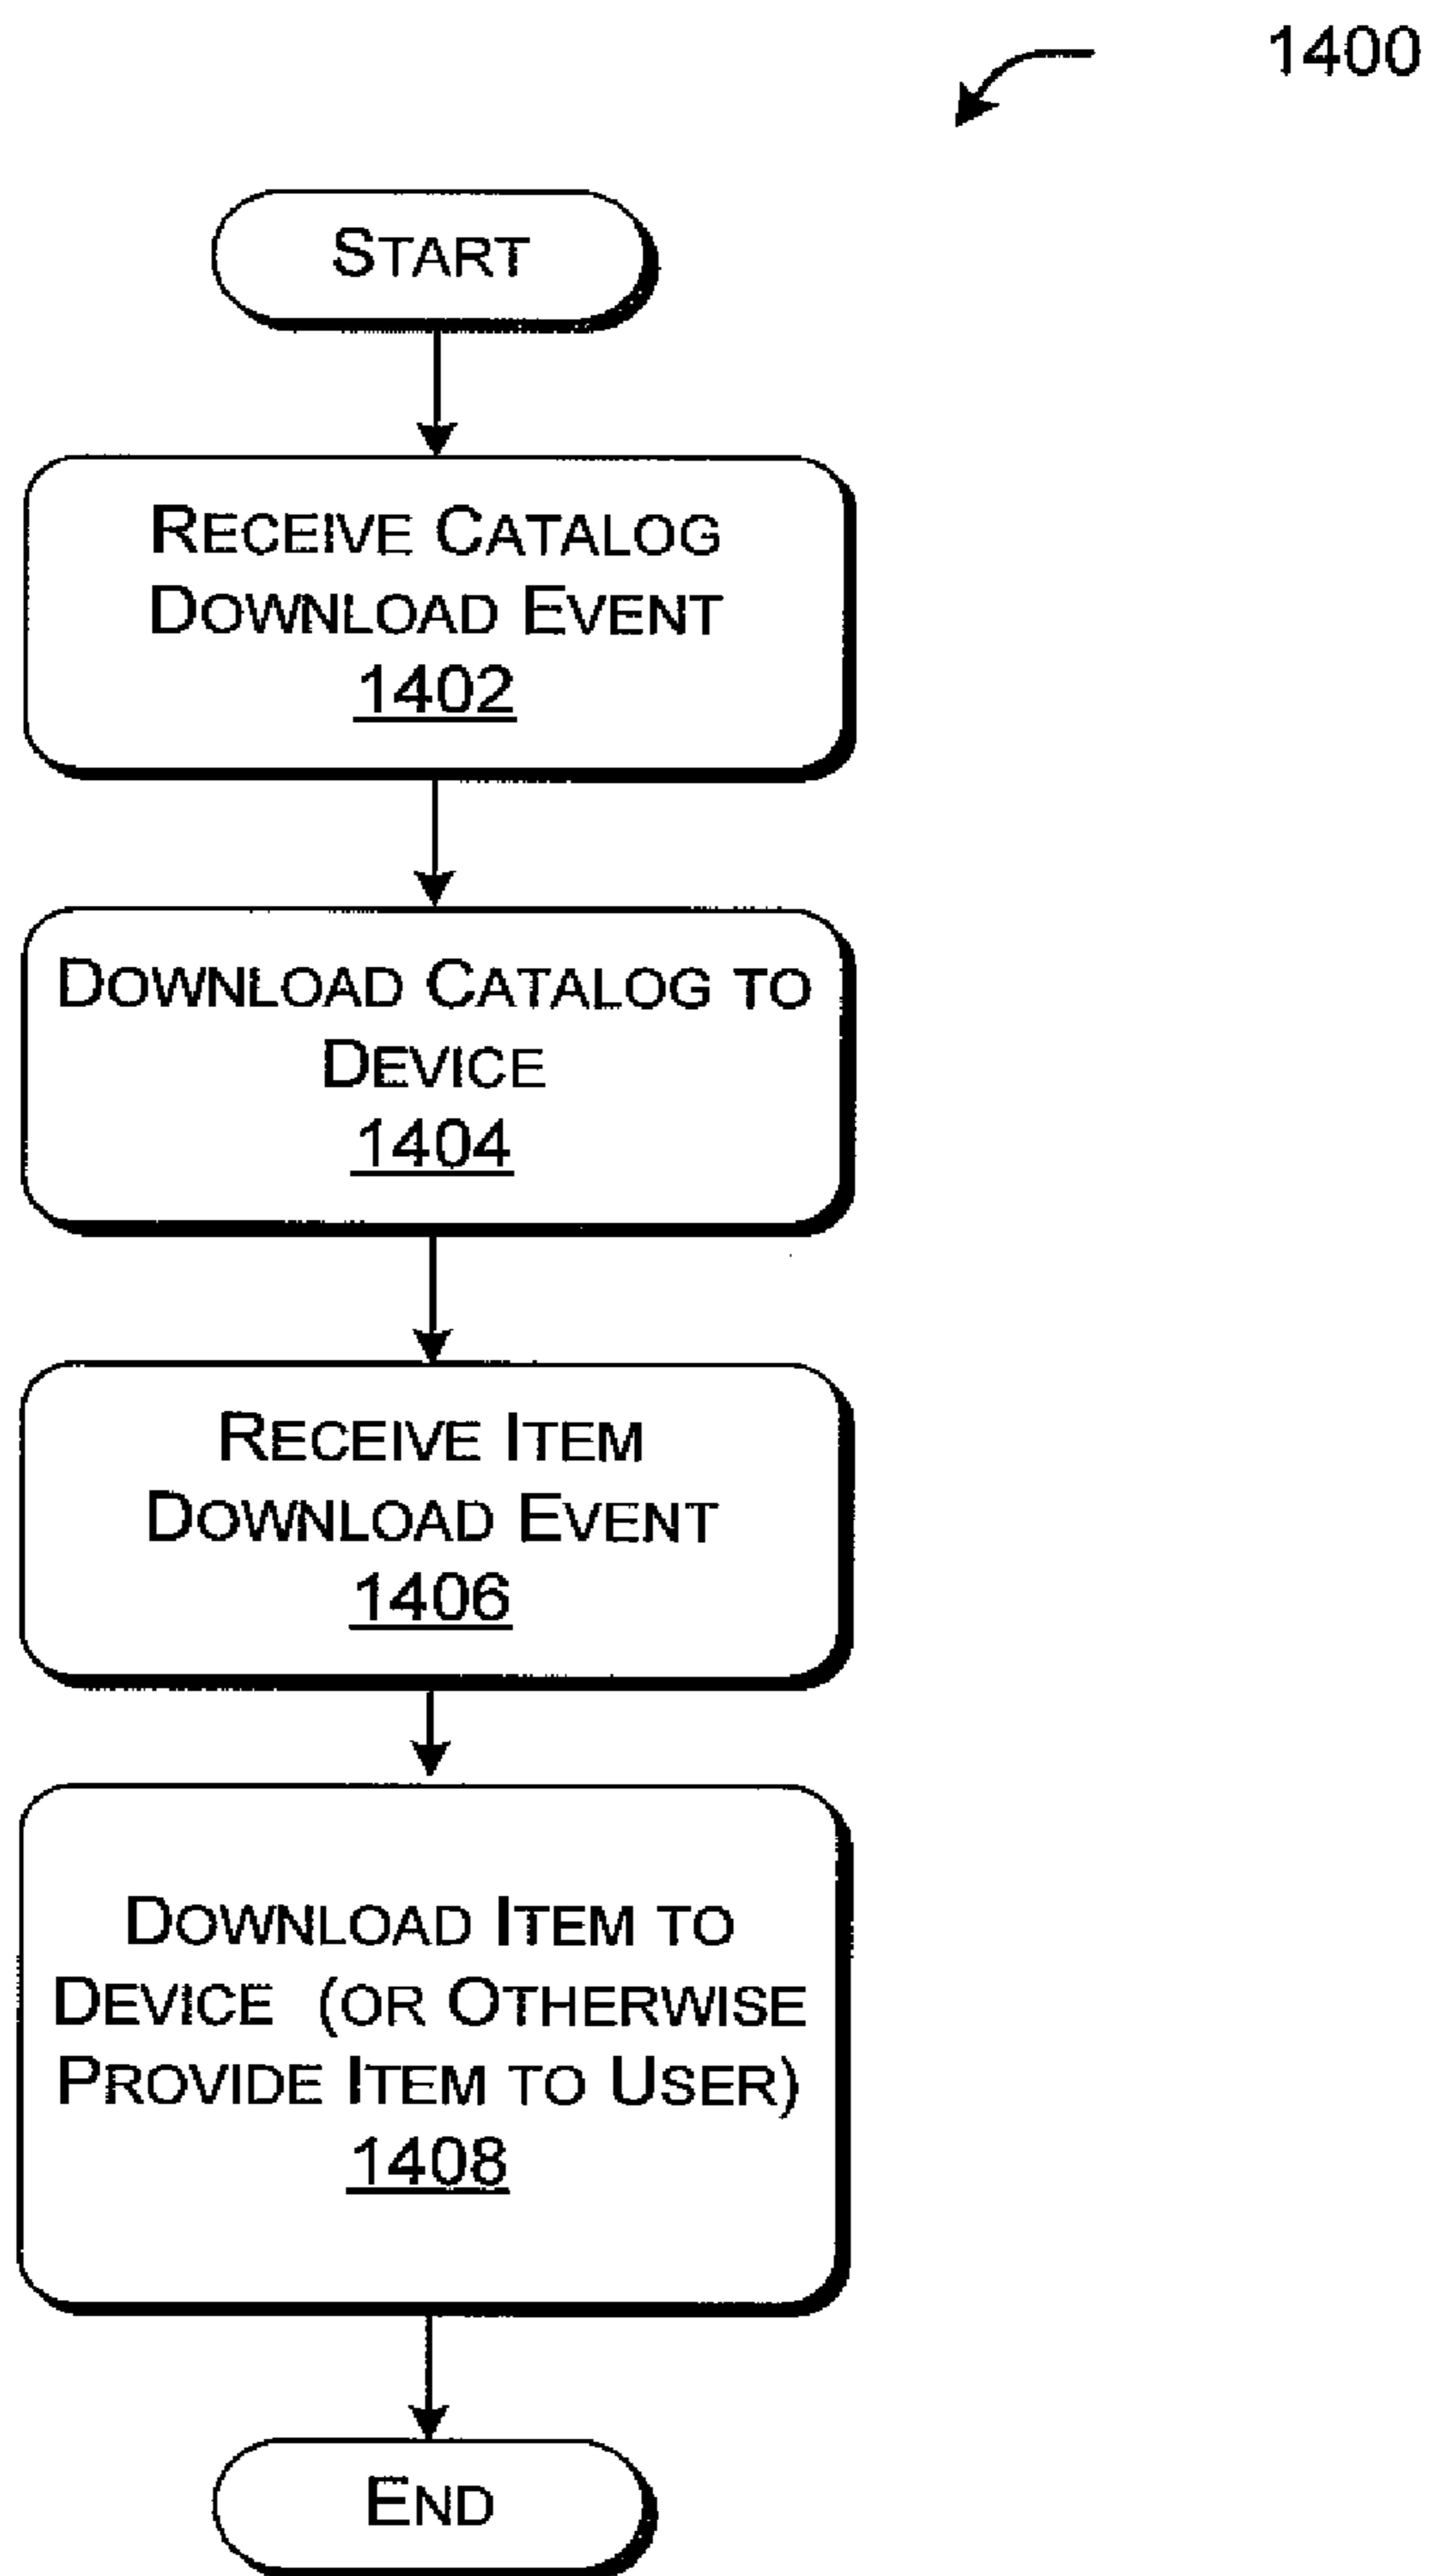 1400
START
RECEIVE CATALOG
DOWNLOAD EVENT
1402
DOWNLOAD CATALOG TO
DEVICE
1404
RECEIVE ITEM
DOWNLOAD EVENT
1406
DOWNLOAD ITEM TO
DEVICE (OR OTHERWISE
PROVIDE ITEM TO USER)
1408
END